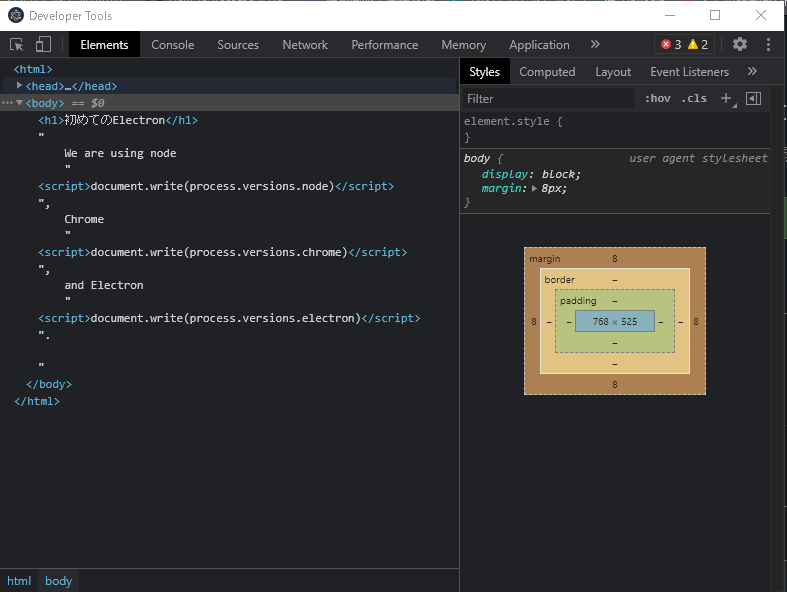 Developer Tools
Elements Console Sources Network Performance Memory Application » 3 2
<html>
<head>…</head>
<body> == $0
<h1>初めてのElectron</h1>
"
We are using node
"
<script>document.write(process.versions.node)</script>
",
Chrome
"
<script>document.write(process.versions.chrome)</script>
",
and Electron
"
<script>document.write(process.versions.electron)</script>
".
"
</body>
</html>
html body
Styles Computed Layout Event Listeners »
Filter :hov .cls +
element.style {
}
body { user agent stylesheet
display: block;
margin: 8px;
}
margin 8
border –
padding –
8 – – 768 × 525 – – 8
–
–
8